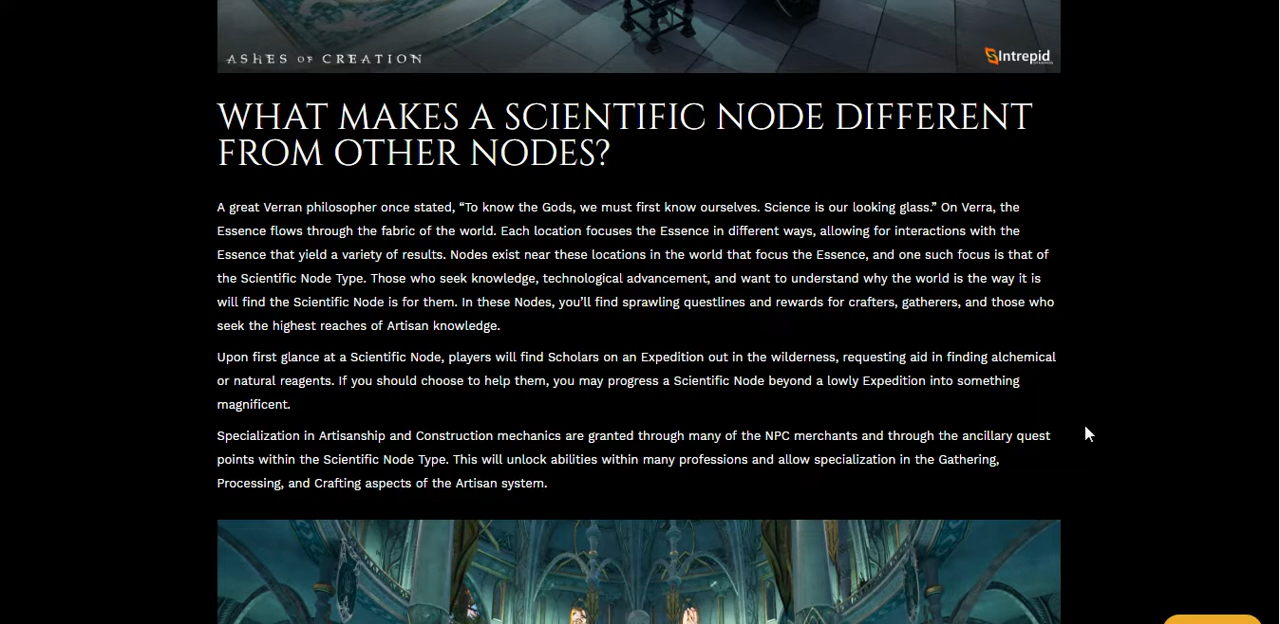 ASHES OF CREATION
Intrepid
WHAT MAKES A SCIENTIFIC NODE DIFFERENT
FROM OTHER NODES?
A great Verran philosopher once stated, “To know the Gods, we must first know ourselves. Science is our looking glass.” On Verra, the
Essence flows through the fabric of the world. Each location focuses the Essence in different ways, allowing for interactions with the
Essence that yield a variety of results. Nodes exist near these locations in the world that focus the Essence, and one such focus is that of
the Scientific Node Type. Those who seek knowledge, technological advancement, and want to understand why the world is the way it is
will find the Scientific Node is for them. In these Nodes, you’ll find sprawling questlines and rewards for crafters, gatherers, and those who
seek the highest reaches of Artisan knowledge.
Upon first glance at a Scientific Node, players will find Scholars on an Expedition out in the wilderness, requesting aid in finding alchemical
or natural reagents. If you should choose to help them, you may progress a Scientific Node beyond a lowly Expedition into something
magnificent.
Specialization in Artisanship and Construction mechanics are granted through many of the NPC merchants and through the ancillary quest
points within the Scientific Node Type. This will unlock abilities within many professions and allow specialization in the Gathering,
Processing, and Crafting aspects of the Artisan system.